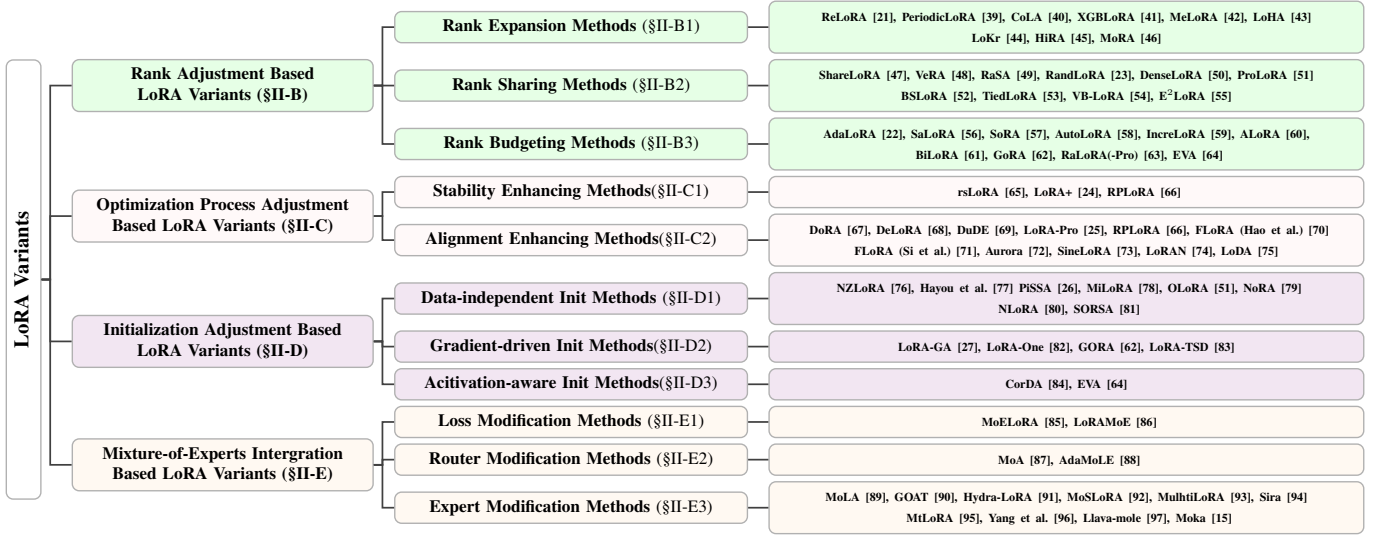 LoRA Variants
Rank Adjustment Based
LoRA Variants (§II-B)
Rank Expansion Methods (§II-B1)
ReLoRA [21], PeriodicLoRA [39], CoLA [40], XGBLoRA [41], MeLoRA [42], LoHA [43]
LoKr [44], HiRA [45], MoRA [46]
Rank Sharing Methods (§II-B2)
ShareLoRA [47], VeRA [48], RaSA [49], RandLoRA [23], DenseLoRA [50], ProLoRA [51]
BSLoRA [52], TiedLoRA [53], VB-LoRA [54], E²LoRA [55]
Rank Budgeting Methods (§II-B3)
AdaLoRA [22], SaLoRA [56], SoRA [57], AutoLoRA [58], IncreLoRA [59], ALoRA [60],
BiLoRA [61], GoRA [62], RaLoRA(-Pro) [63], EVA [64]
Optimization Process Adjustment
Based LoRA Variants (§II-C)
Stability Enhancing Methods(§II-C1)
rsLoRA [65], LoRA+ [24], RPLoRA [66]
Alignment Enhancing Methods(§II-C2)
DoRA [67], DeLoRA [68], DuDE [69], LoRA-Pro [25], RPLoRA [66], FLoRA (Hao et al.) [70]
FLoRA (Si et al.) [71], Aurora [72], SineLoRA [73], LoRAN [74], LoDA [75]
Initialization Adjustment Based
LoRA Variants (§II-D)
Data-independent Init Methods (§II-D1)
NZLoRA [76], Hayou et al. [77] PiSSA [26], MiLoRA [78], OLoRA [51], NoRA [79]
NLoRA [80], SORSA [81]
Gradient-driven Init Methods(§II-D2)
LoRA-GA [27], LoRA-One [82], GORA [62], LoRA-TSD [83]
Acitivation-aware Init Methods(§II-D3)
CorDA [84], EVA [64]
Mixture-of-Experts Intergration
Based LoRA Variants (§II-E)
Loss Modification Methods (§II-E1)
MoELoRA [85], LoRAMoE [86]
Router Modification Methods (§II-E2)
MoA [87], AdaMoLE [88]
Expert Modification Methods (§II-E3)
MoLA [89], GOAT [90], Hydra-LoRA [91], MoSLoRA [92], MulhtiLoRA [93], Sira [94]
MtLoRA [95], Yang et al. [96], Llava-mole [97], Moka [15]